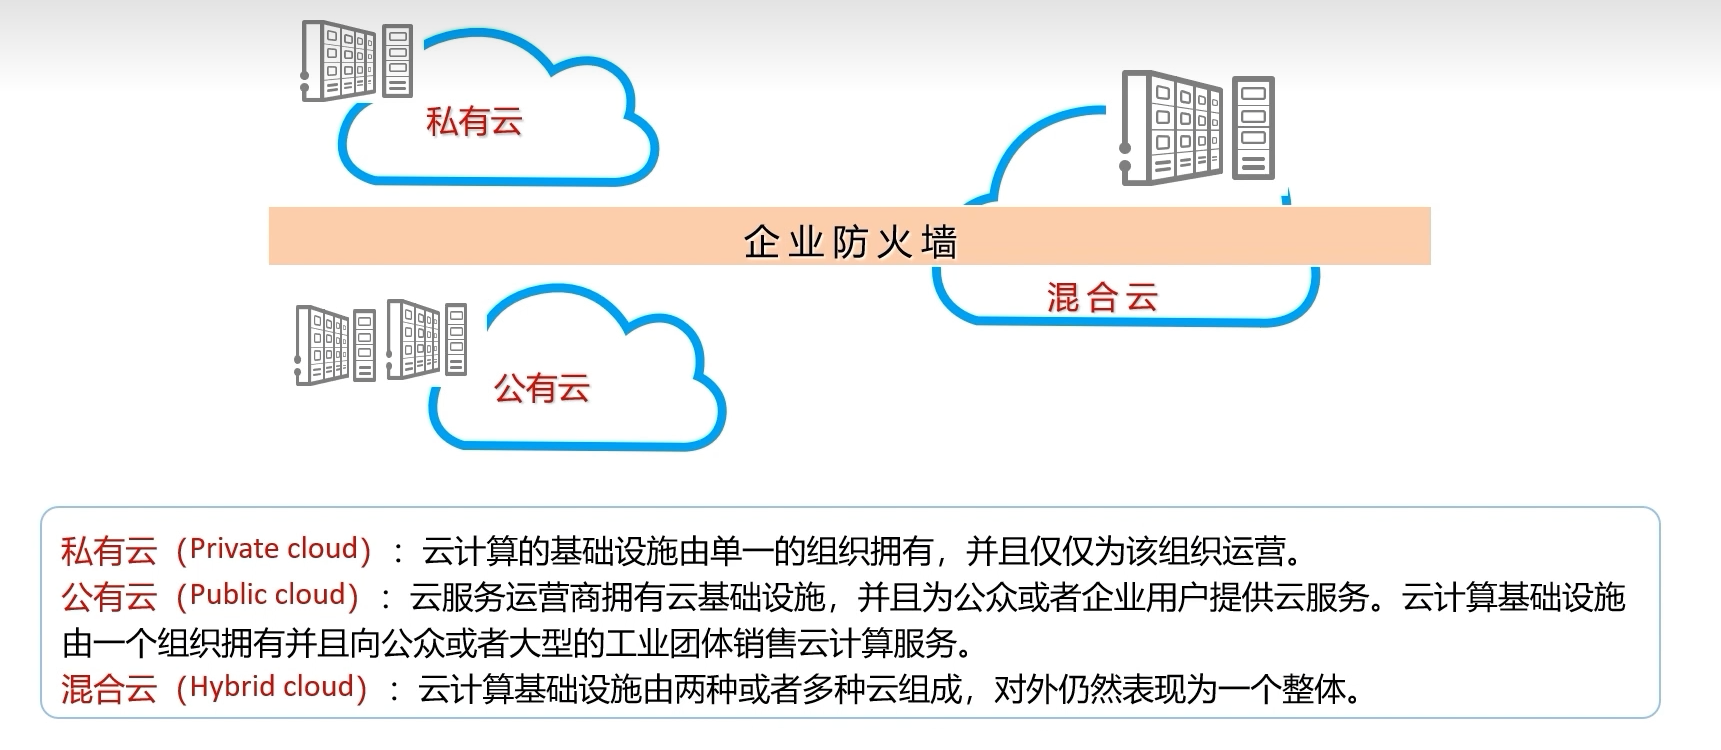 私有云
企业防火墙
混合云
公有云
私有云（Private cloud）：云计算的基础设施由单一的组织拥有，并且仅仅为该组织运营。
公有云（Public cloud）：云服务运营商拥有云基础设施，并且为公众或者企业用户提供云服务。云计算基础设施
由一个组织拥有并且向公众或者大型的工业团体销售云计算服务。
混合云（Hybrid cloud）：云计算基础设施由两种或者多种云组成，对外仍然表现为一个整体。